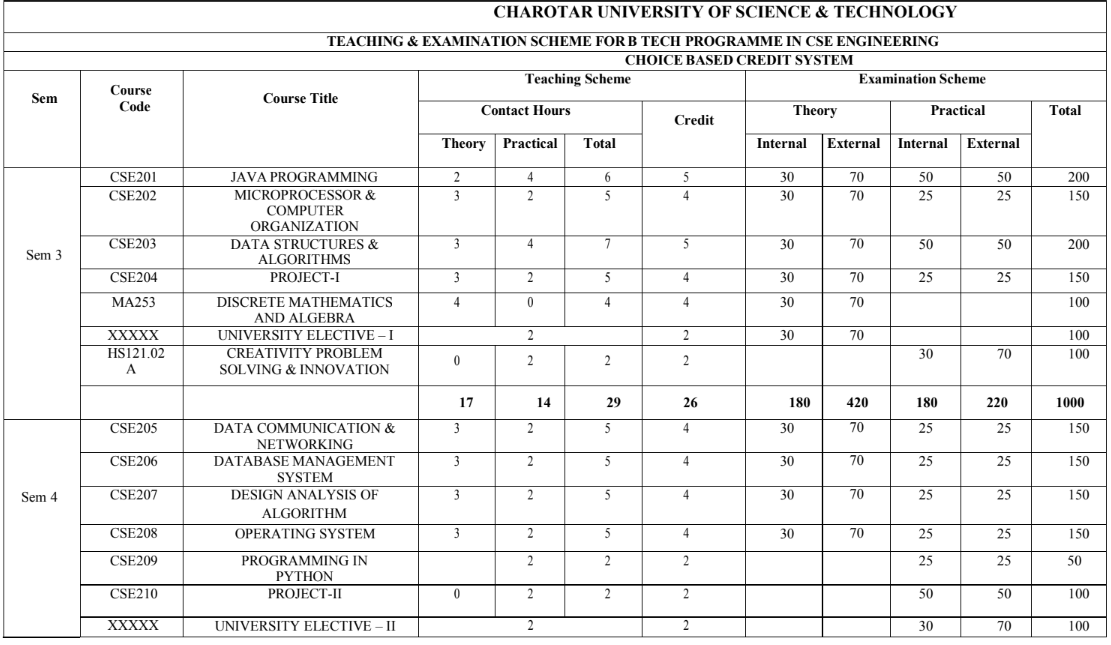 CHAROTAR UNIVERSITY OF SCIENCE & TECHNOLOGY
TEACHING & EXAMINATION SCHEME FOR B TECH PROGRAMME IN CSE ENGINEERING
CHOICE BASED CREDIT SYSTEM
Sem Course Code Course Title Teaching Scheme Examination Scheme
Contact Hours Credit Theory Practical Total
Theory Practical Total Internal External Internal External
Sem 3
CSE201 JAVA PROGRAMMING 2 4 6 5 30 70 50 50 200
CSE202 MICROPROCESSOR & 3 2 5 4 30 70 25 25 150
COMPUTER
ORGANIZATION
CSE203 DATA STRUCTURES & 3 4 7 5 30 70 50 50 200
ALGORITHMS
CSE204 PROJECT-I 3 2 5 4 30 70 25 25 150
MA253 DISCRETE MATHEMATICS 4 0 4 4 30 70 100
AND ALGEBRA
XXXXX UNIVERSITY ELECTIVE – I 2 2 30 70 100
HS121.02 CREATIVITY PROBLEM 0 2 2 2 30 70 100
A SOLVING & INNOVATION
17 14 29 26 180 420 180 220 1000
Sem 4
CSE205 DATA COMMUNICATION & 3 2 5 4 30 70 25 25 150
NETWORKING
CSE206 DATABASE MANAGEMENT 3 2 5 4 30 70 25 25 150
SYSTEM
CSE207 DESIGN ANALYSIS OF 3 2 5 4 30 70 25 25 150
ALGORITHM
CSE208 OPERATING SYSTEM 3 2 5 4 30 70 25 25 150
CSE209 PROGRAMMING IN 2 2 2 25 25 50
PYTHON
CSE210 PROJECT-II 0 2 2 2 50 50 100
XXXXX UNIVERSITY ELECTIVE – II 2 2 30 70 100